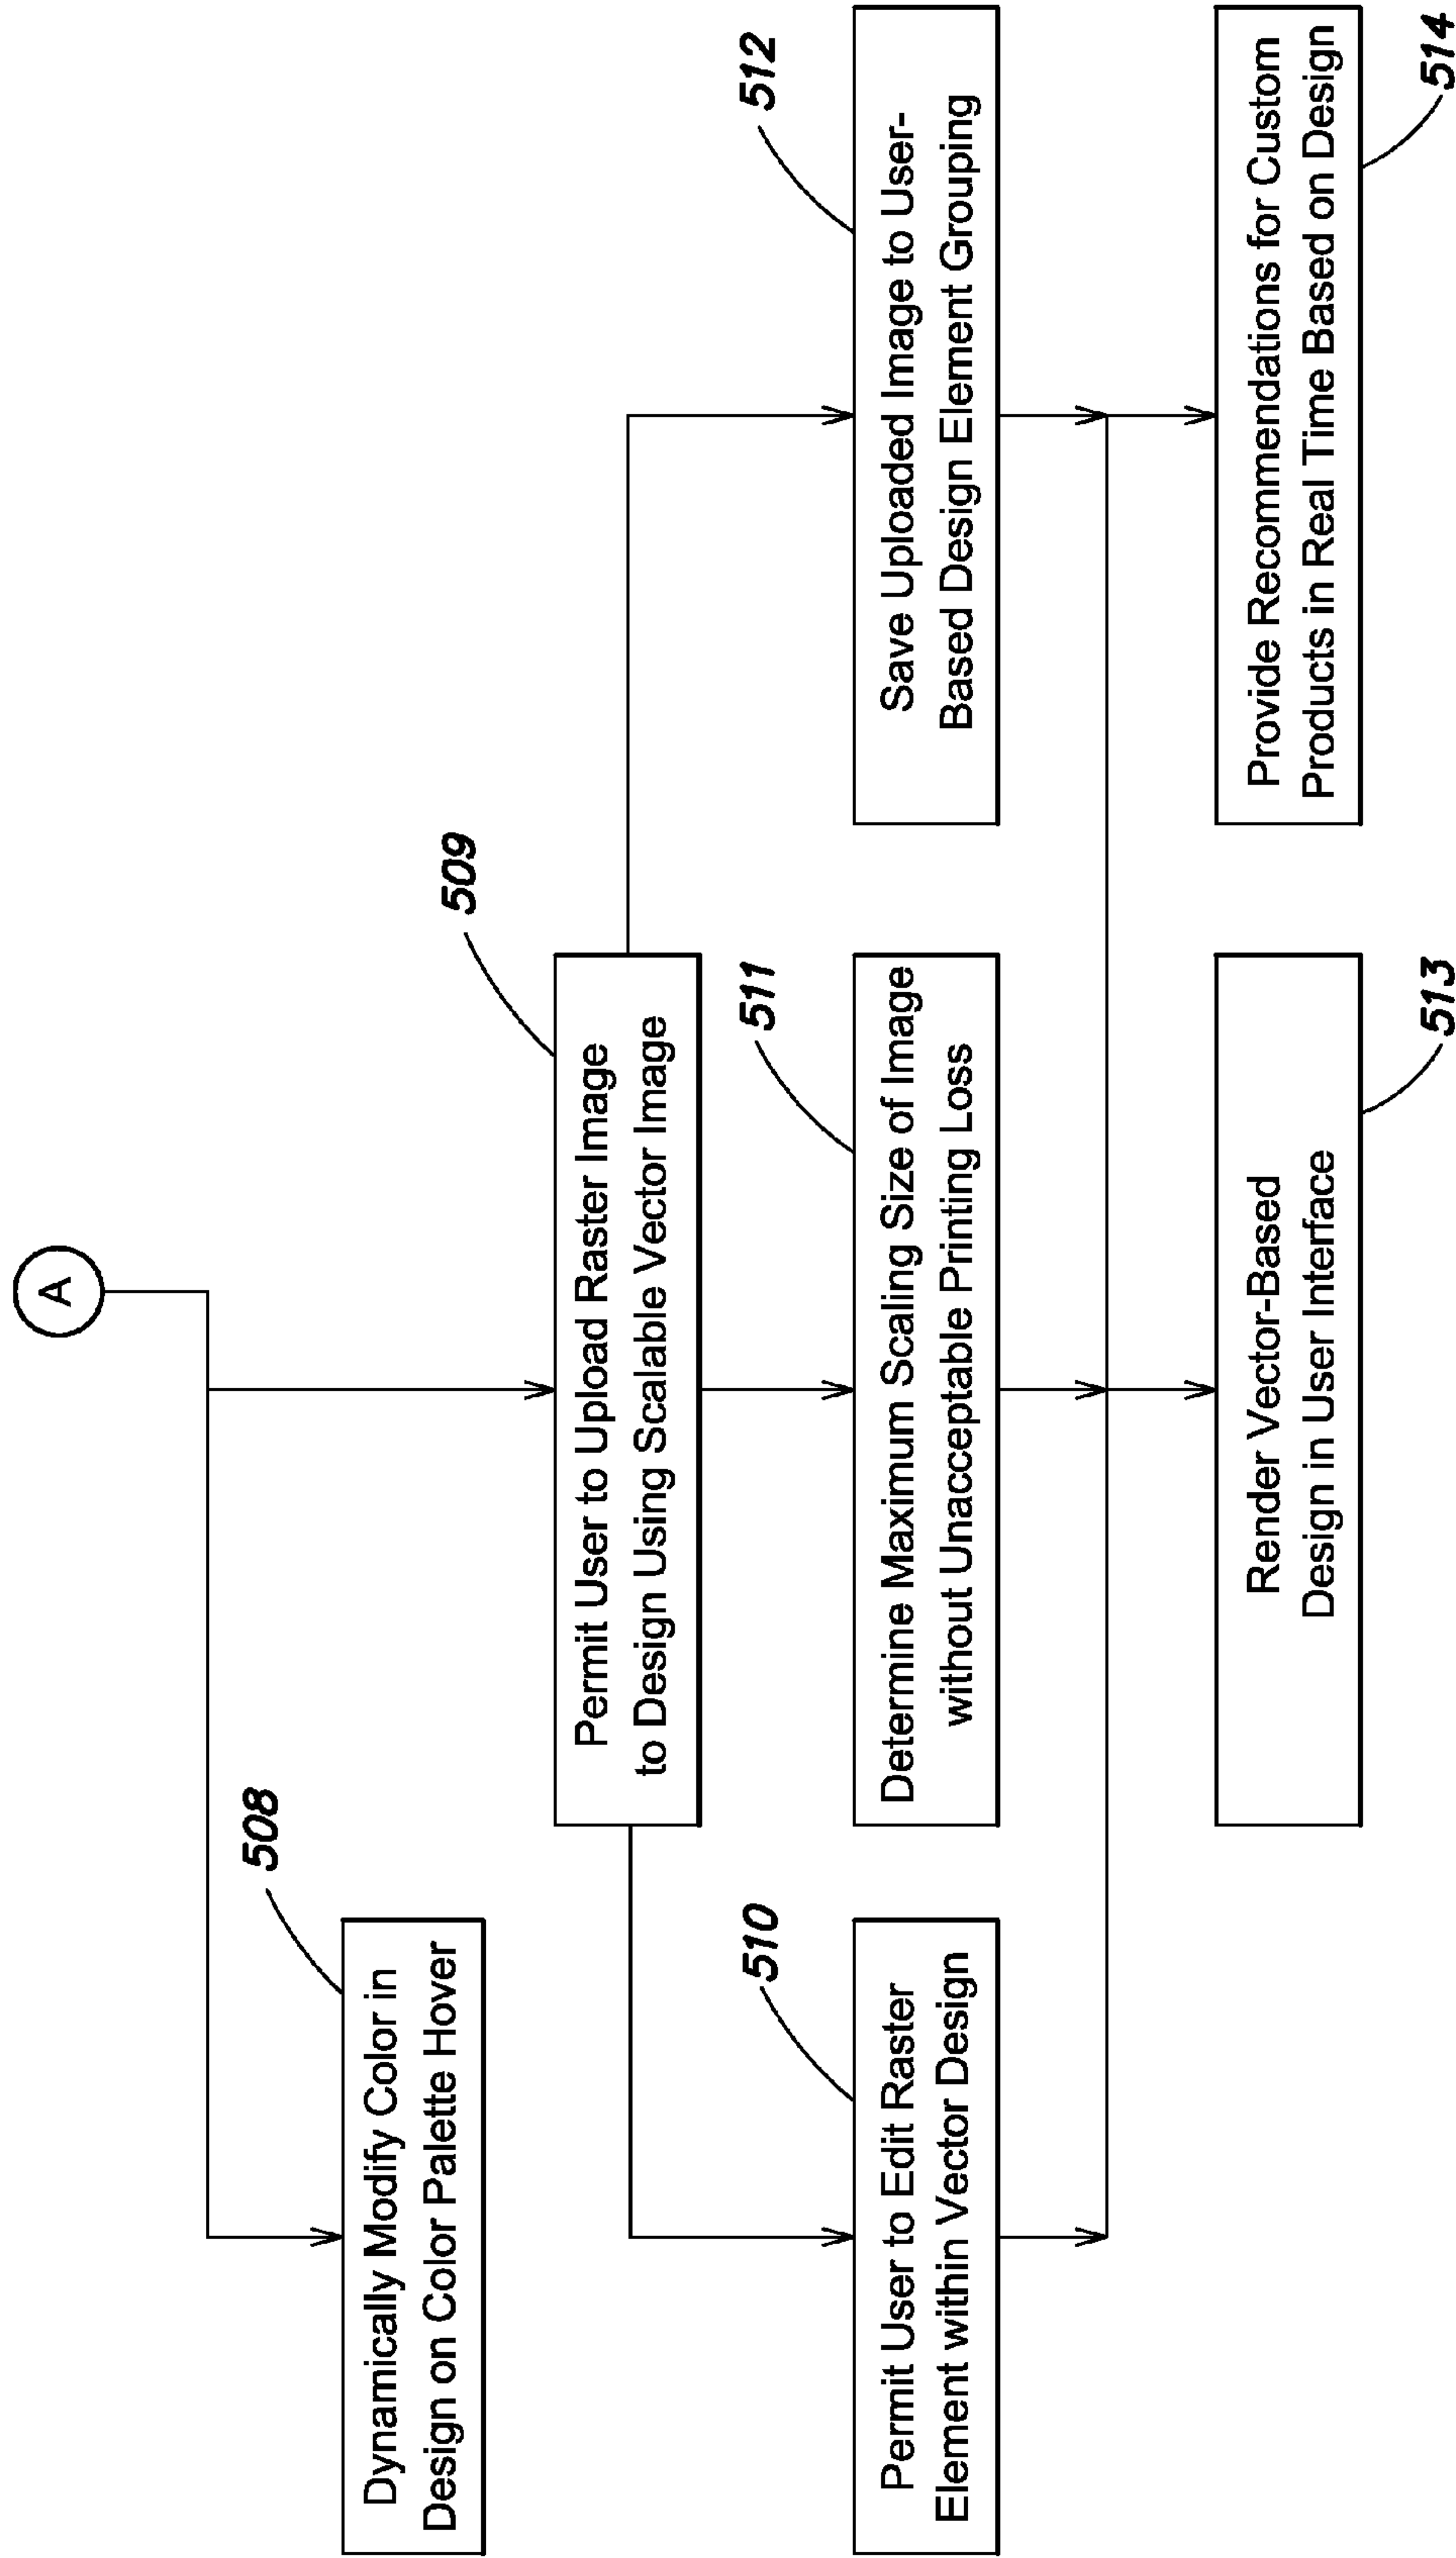 A
508
Dynamically Modify Color in
Design on Color Palette Hover
509
Permit User to Upload Raster Image
to Design Using Scalable Vector Image
510
Permit User to Edit Raster
Element within Vector Design
511
Determine Maximum Scaling Size of Image
without Unacceptable Printing Loss
512
Save Uploaded Image to User-
Based Design Element Grouping
Render Vector-Based
Design in User Interface
513
Provide Recommendations for Custom
Products in Real Time Based on Design
514